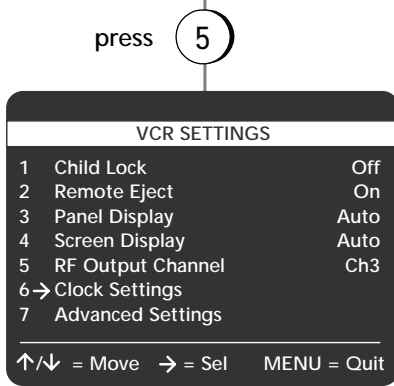 press 5
VCR SETTINGS
1 Child Lock Off
2 Remote Eject On
3 Panel Display Auto
4 Screen Display Auto
5 RF Output Channel Ch3
6→ Clock Settings
7 Advanced Settings
↑/↓ = Move → = Sel MENU = Quit